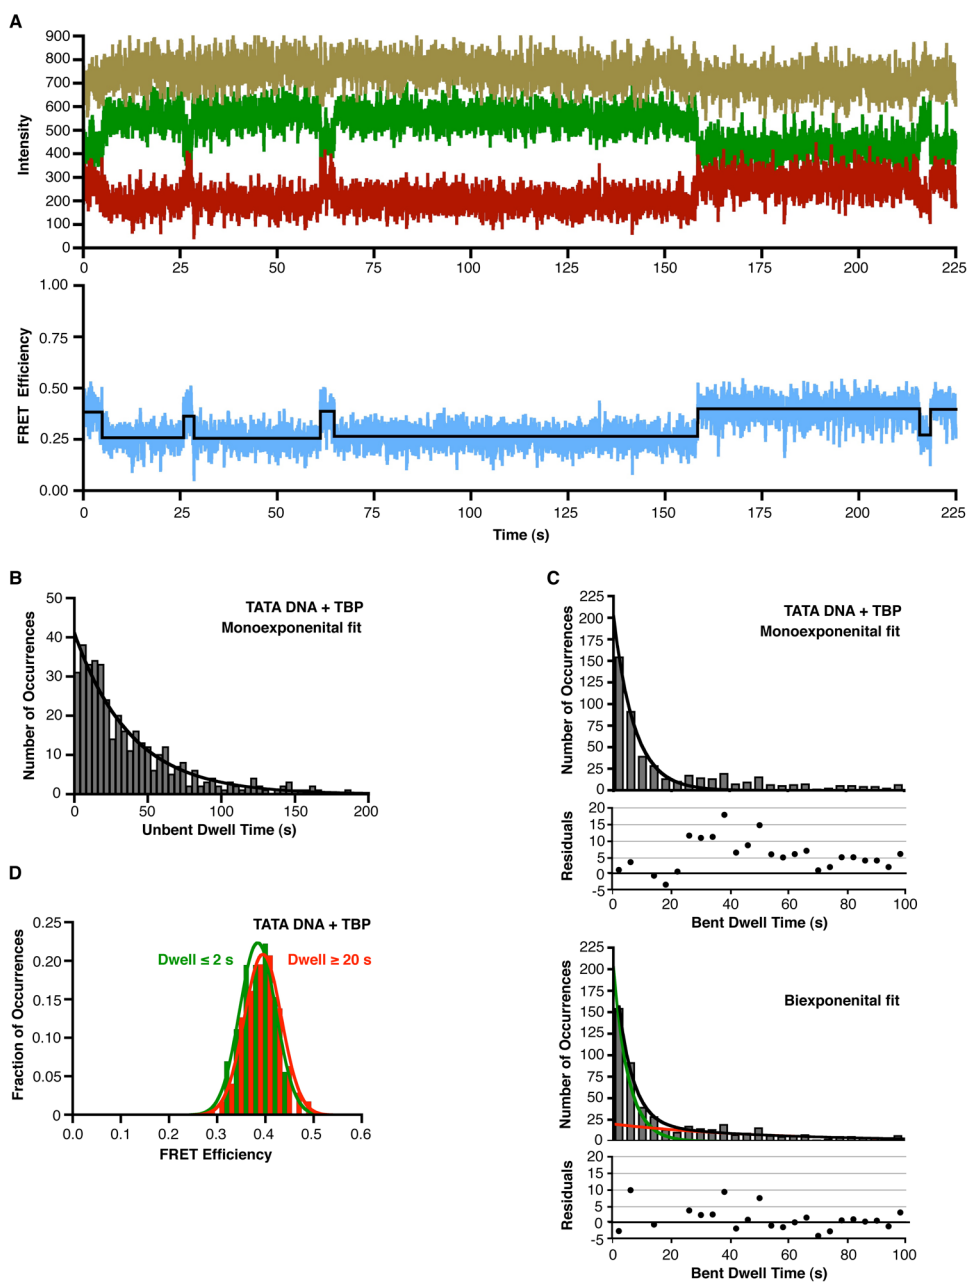 A
900
800
700
600
500
400
300
200
100
0
Intensity
0 25 50 75 100 125 150 175 200 225
1.00
0.75
0.50
0.25
0.00
FRET Efficiency
0 25 50 75 100 125 150 175 200 225
Time (s)
B
50
40
30
20
10
0
Number of Occurrences
TATA DNA + TBP
Monoexponenital fit
0 50 100 150 200
Unbent Dwell Time (s)
C
225
200
175
150
125
100
75
50
25
0
Number of Occurrences
TATA DNA + TBP
Monoexponenital fit
20
15
10
5
0
-5
Residuals
0 20 40 60 80 100
Bent Dwell Time (s)
225
200
175
150
125
100
75
50
25
0
Number of Occurrences
Biexponenital fit
20
15
10
5
0
-5
Residuals
0 20 40 60 80 100
Bent Dwell Time (s)
D
0.25
0.20
0.15
0.10
0.05
0
Fraction of Occurrences
TATA DNA + TBP
Dwell ≤ 2 s
Dwell ≥ 20 s
0.0 0.1 0.2 0.3 0.4 0.5 0.6
FRET Efficiency